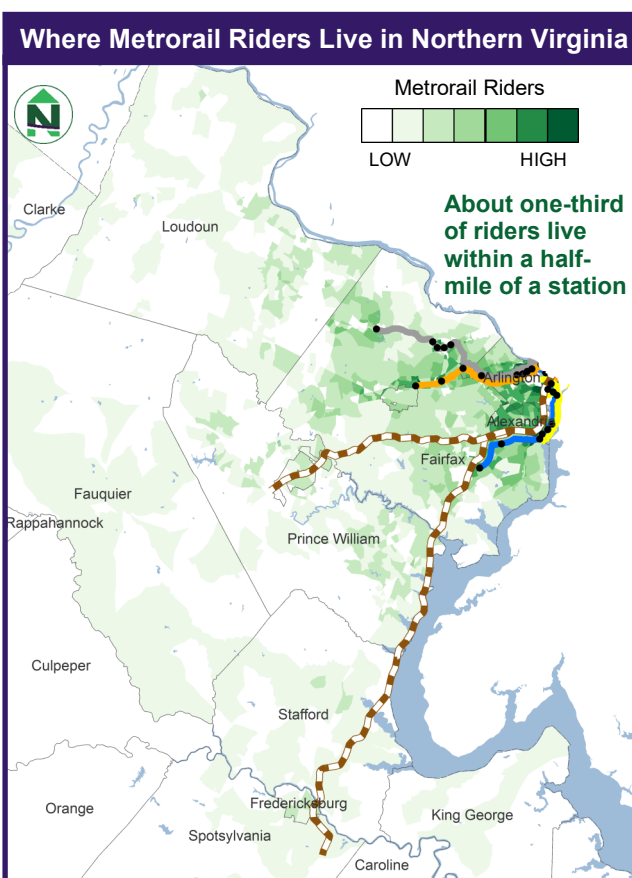 Where Metrorail Riders Live in Northern Virginia
N
Metrorail Riders
LOW HIGH
About one-third
of riders live
within a half-
mile of a station
Clarke
Loudoun
Arlington
Alexandria
Fairfax
Fauquier
Rappahannock
Prince William
Culpeper
Stafford
Orange
Fredericksburg
King George
Spotsylvania
Caroline